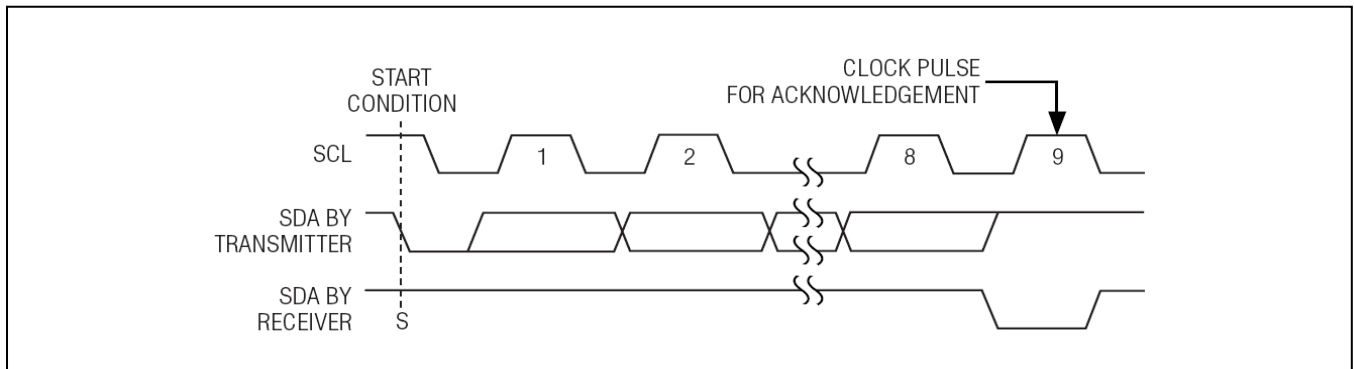 START
CONDITION
CLOCK PULSE
FOR ACKNOWLEDGEMENT
SCL
1
2
8
9
SDA BY
TRANSMITTER
SDA BY
RECEIVER
S